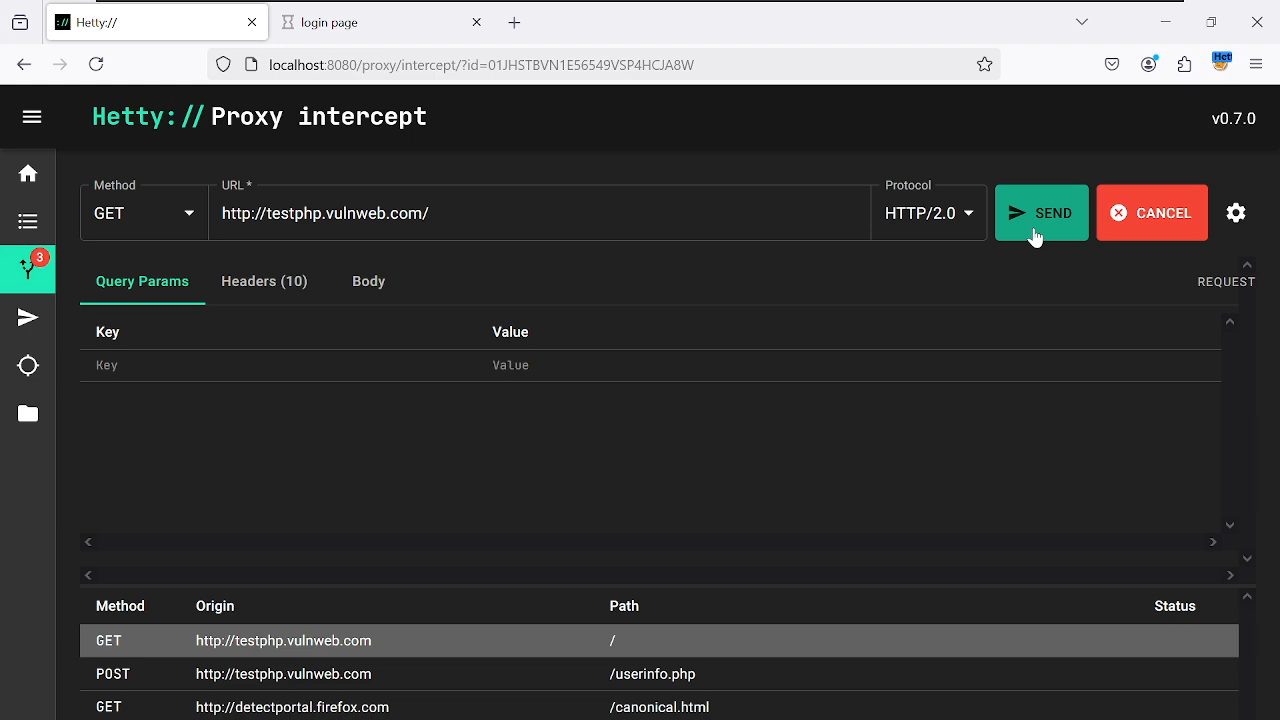 Hetty://
login page
localhost:8080/proxy/intercept/?id=01JHSTBVN1E56549VSP4HCJA8W
Het
Hetty:// Proxy intercept
v0.7.0
Method
URL *
Protocol
GET
http://testphp.vulnweb.com/
HTTP/2.0
SEND
CANCEL
3
Query Params
Headers (10)
Body
REQUEST
Key Value
Key Value
Method Origin Path Status
GET http://testphp.vulnweb.com /
POST http://testphp.vulnweb.com /userinfo.php
GET http://detectportal.firefox.com /canonical.html